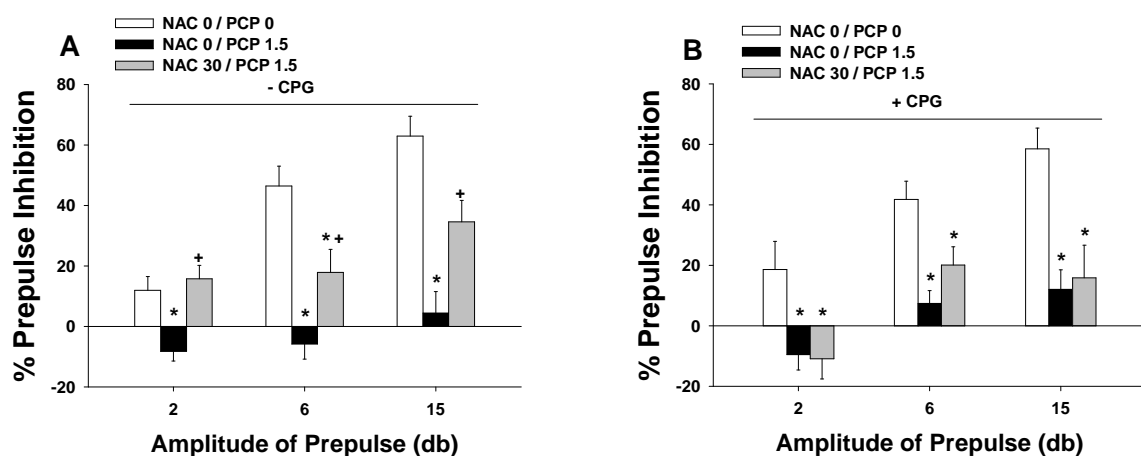 A
NAC 0 / PCP 0
NAC 0 / PCP 1.5
NAC 30 / PCP 1.5
- CPG
% Prepulse Inhibition
80
60
40
20
0
-20
+
*
* +
*
+
*
2
6
15
Amplitude of Prepulse (db)
B
NAC 0 / PCP 0
NAC 0 / PCP 1.5
NAC 30 / PCP 1.5
+ CPG
% Prepulse Inhibition
80
60
40
20
0
-20
* *
*
*
*
*
2
6
15
Amplitude of Prepulse (db)